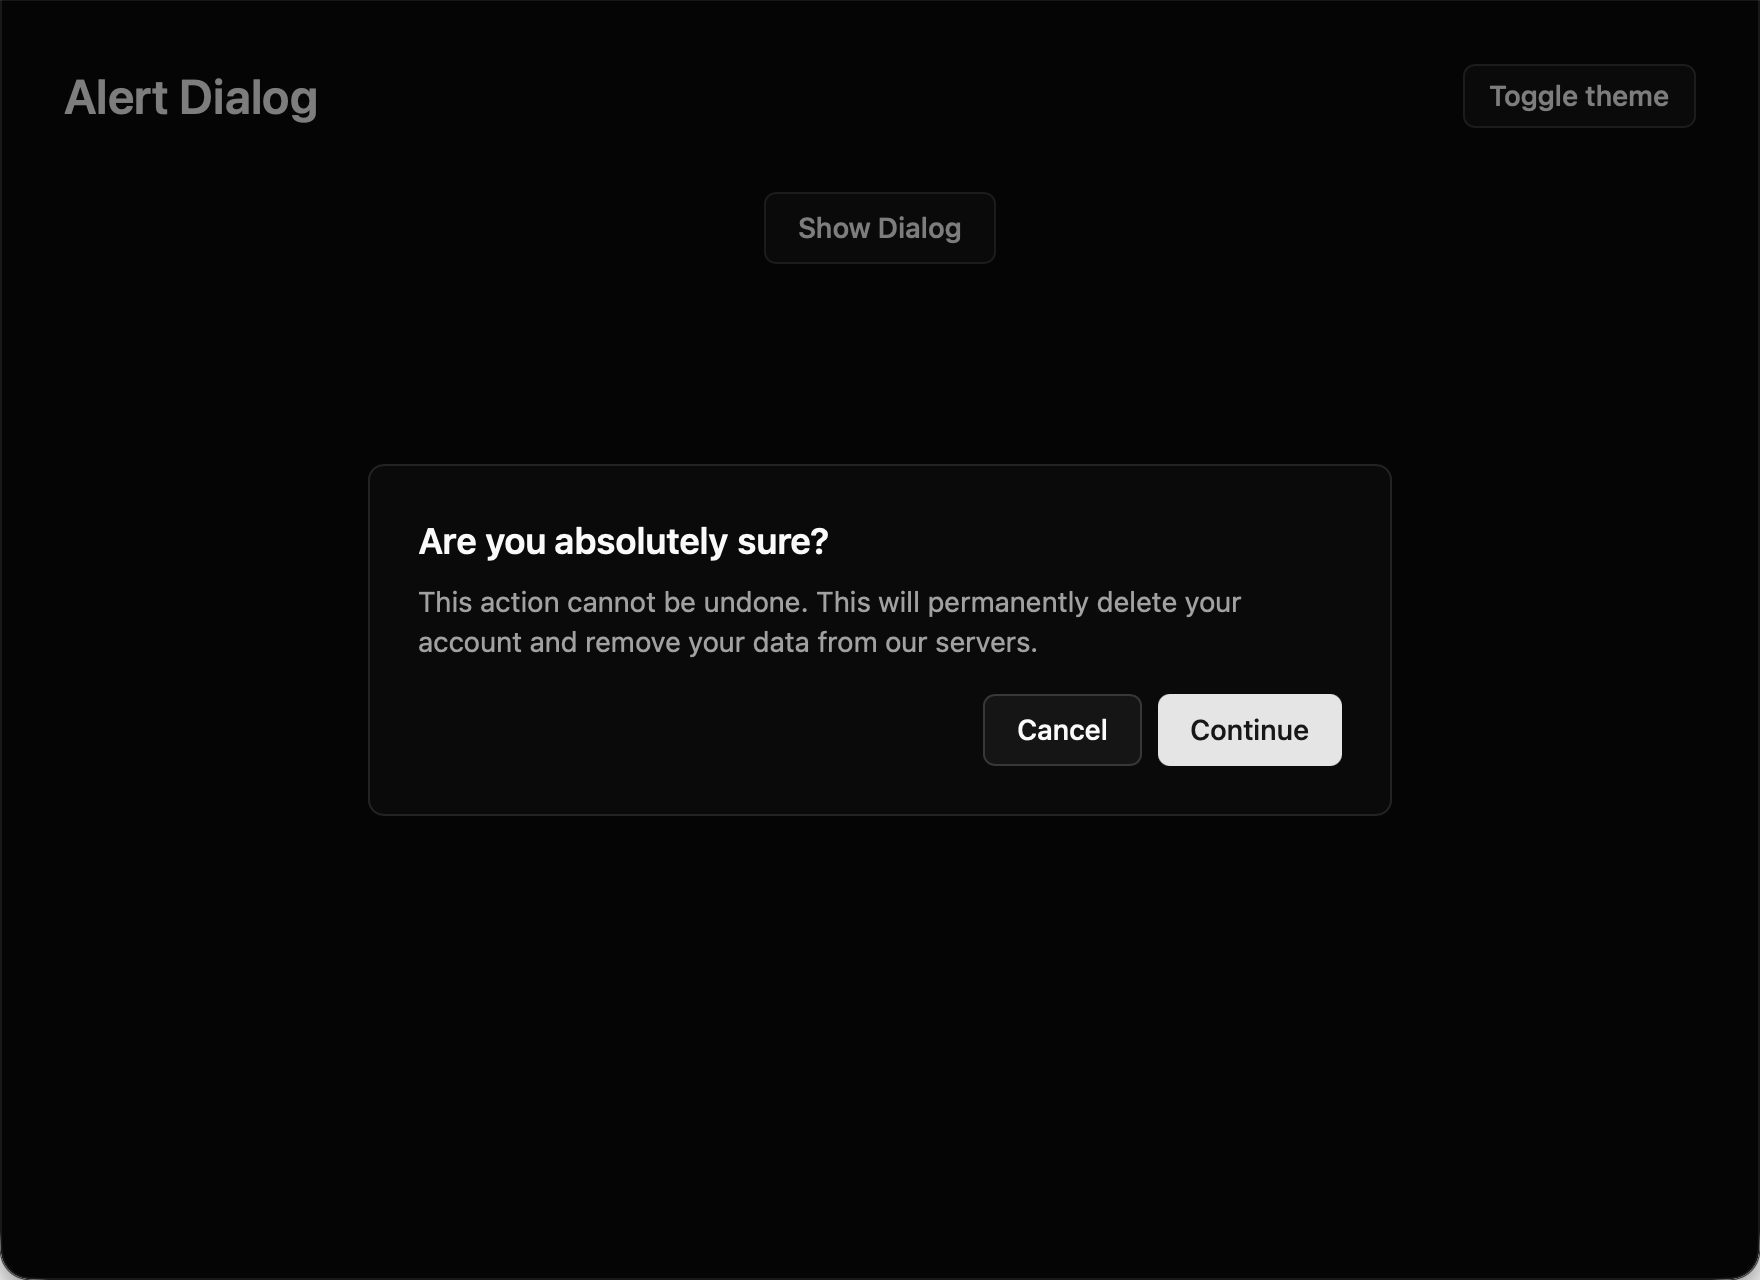 Alert Dialog
Toggle theme
Show Dialog
Are you absolutely sure?
This action cannot be undone. This will permanently delete your
account and remove your data from our servers.
Cancel
Continue